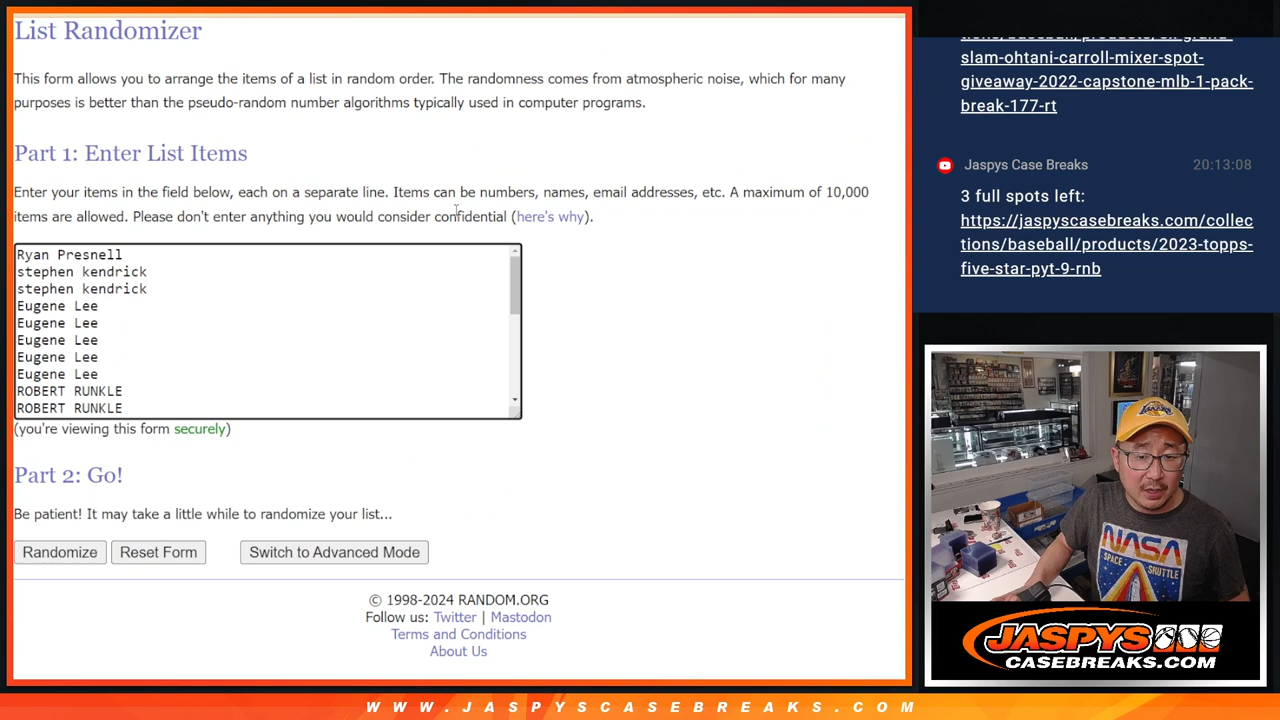 List Randomizer
This form allows you to arrange the items of a list in random order. The randomness comes from atmospheric noise, which for many
purposes is better than the pseudo-random number algorithms typically used in computer programs.
Part 1: Enter List Items
Enter your items in the field below, each on a separate line. Items can be numbers, names, email addresses, etc. A maximum of 10,000
items are allowed. Please don't enter anything you would consider confidential (here's why).
Ryan Presnell
stephen kendrick
stephen kendrick
Eugene Lee
Eugene Lee
Eugene Lee
Eugene Lee
Eugene Lee
ROBERT RUNKLE
ROBERT RUNKLE
(you're viewing this form securely)
Part 2: Go!
Be patient! It may take a little while to randomize your list...
Randomize
Reset Form
Switch to Advanced Mode
© 1998-2024 RANDOM.ORG
Follow us: Twitter | Mastodon
Terms and Conditions
About Us
slam-ohtani-carroll-mixer-spot-
giveaway-2022-capstone-mlb-1-pack-
break-177-rt
Jaspys Case Breaks 20:13:08
3 full spots left:
https://jaspyscasebreaks.com/collec
tions/baseball/products/2023-topps-
five-star-pyt-9-rnb
NASA
SPACE SHUTTLE
JASPYS
CASEBREAKS.COM
WWW.JASPYSCASEBREAKS.COM